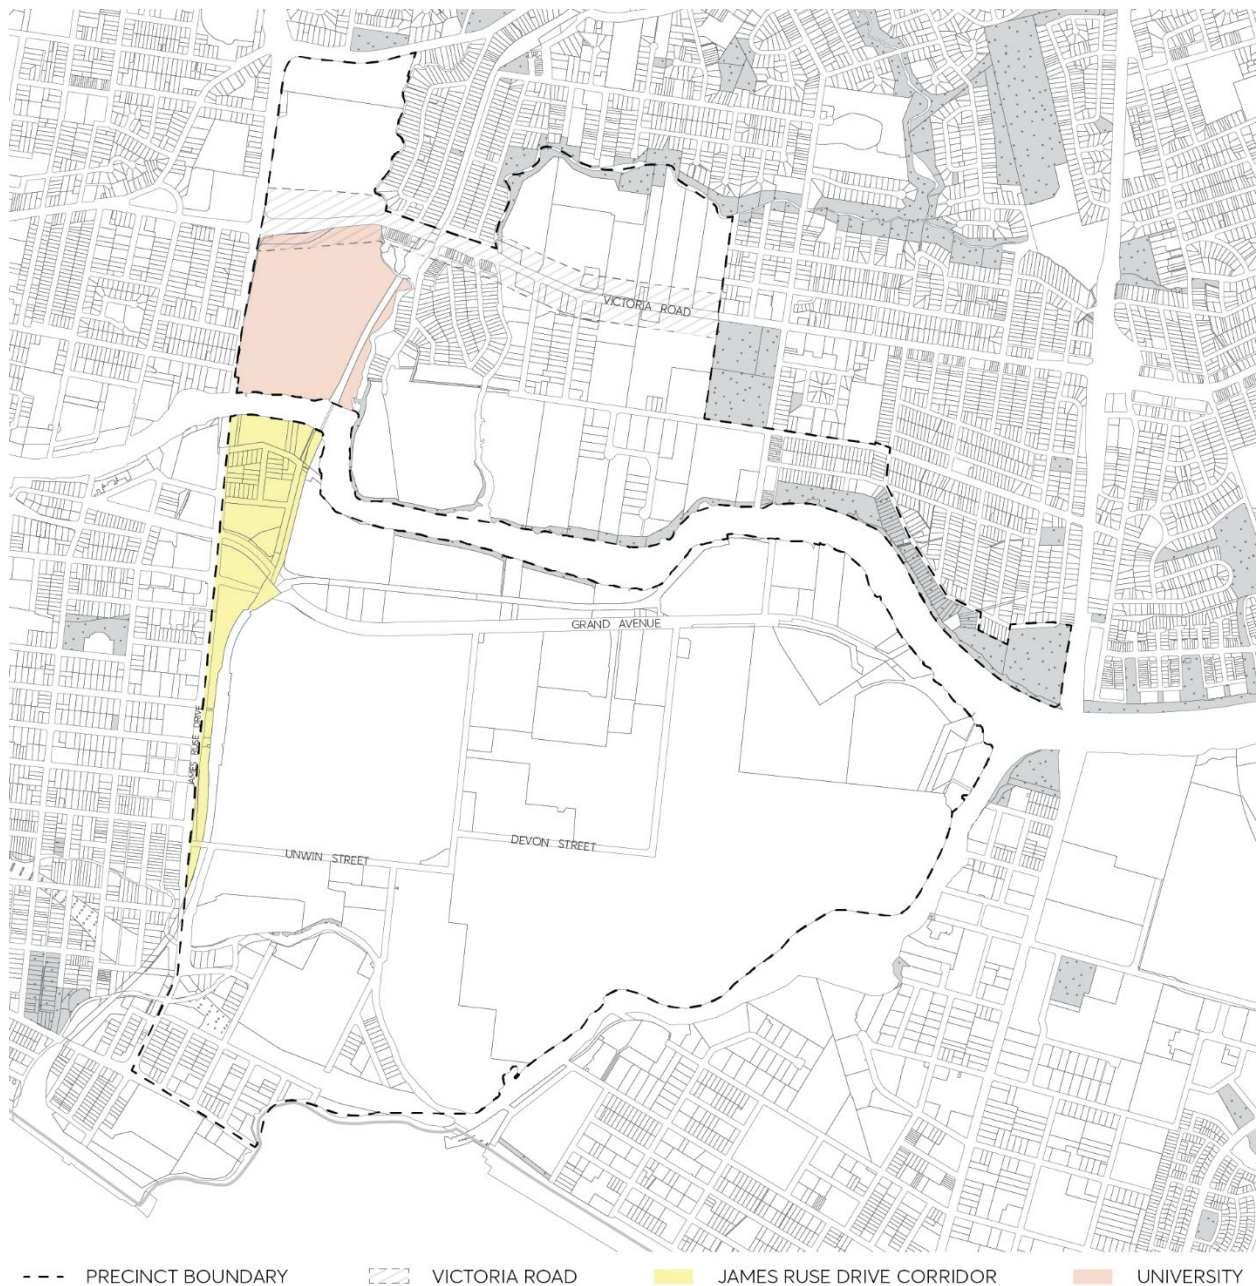 VICTORIA ROAD
GRAND AVENUE
JAMES RUSE DRIVE
DEVON STREET
UNWIN STREET
PRECINCT BOUNDARY
VICTORIA ROAD
JAMES RUSE DRIVE CORRIDOR
UNIVERSITY